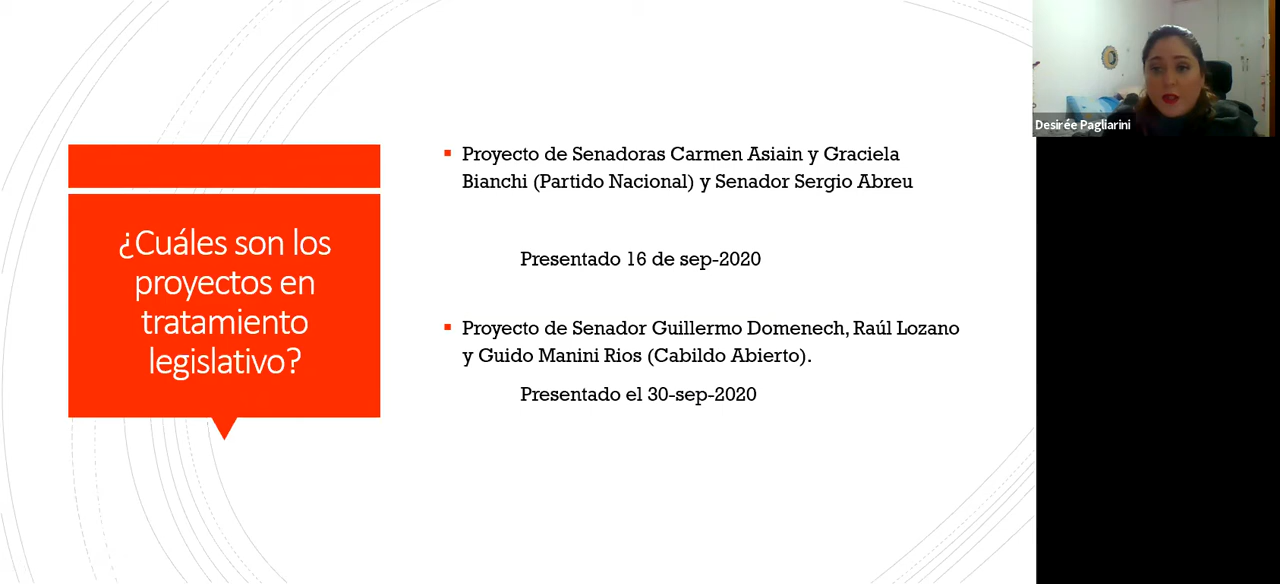 ¿Cuáles son los
proyectos en
tratamiento
legislativo?
Proyecto de Senadoras Carmen Asiain y Graciela
Bianchi (Partido Nacional) y Senador Sergio Abreu
Presentado 16 de sep-2020
Proyecto de Senador Guillermo Domenech, Raúl Lozano
y Guido Manini Rios (Cabildo Abierto).
Presentado el 30-sep-2020
Desirée Pagliarini